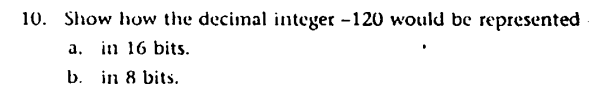 10. Show how the decimal integer −120 would be represented
a. in 16 bits.
b. in 8 bits.